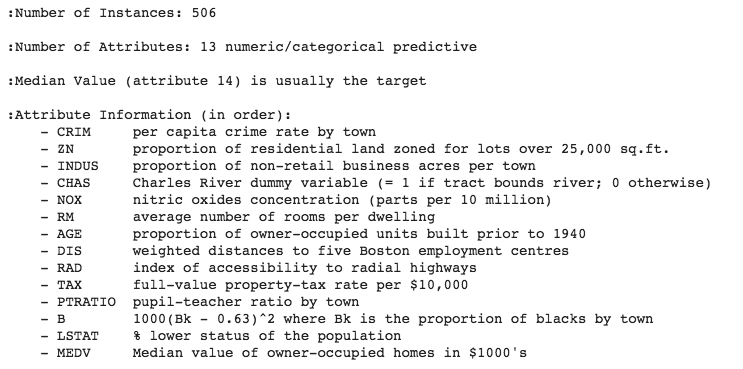 :Number of Instances: 506
:Number of Attributes: 13 numeric/categorical predictive
:Median Value (attribute 14) is usually the target
:Attribute Information (in order):
- CRIM per capita crime rate by town
- ZN proportion of residential land zoned for lots over 25,000 sq.ft.
- INDUS proportion of non-retail business acres per town
- CHAS Charles River dummy variable (= 1 if tract bounds river; 0 otherwise)
- NOX nitric oxides concentration (parts per 10 million)
- RM average number of rooms per dwelling
- AGE proportion of owner-occupied units built prior to 1940
- DIS weighted distances to five Boston employment centres
- RAD index of accessibility to radial highways
- TAX full-value property-tax rate per $10,000
- PTRATIO pupil-teacher ratio by town
- B 1000(Bk - 0.63)^2 where Bk is the proportion of blacks by town
- LSTAT % lower status of the population
- MEDV Median value of owner-occupied homes in $1000's